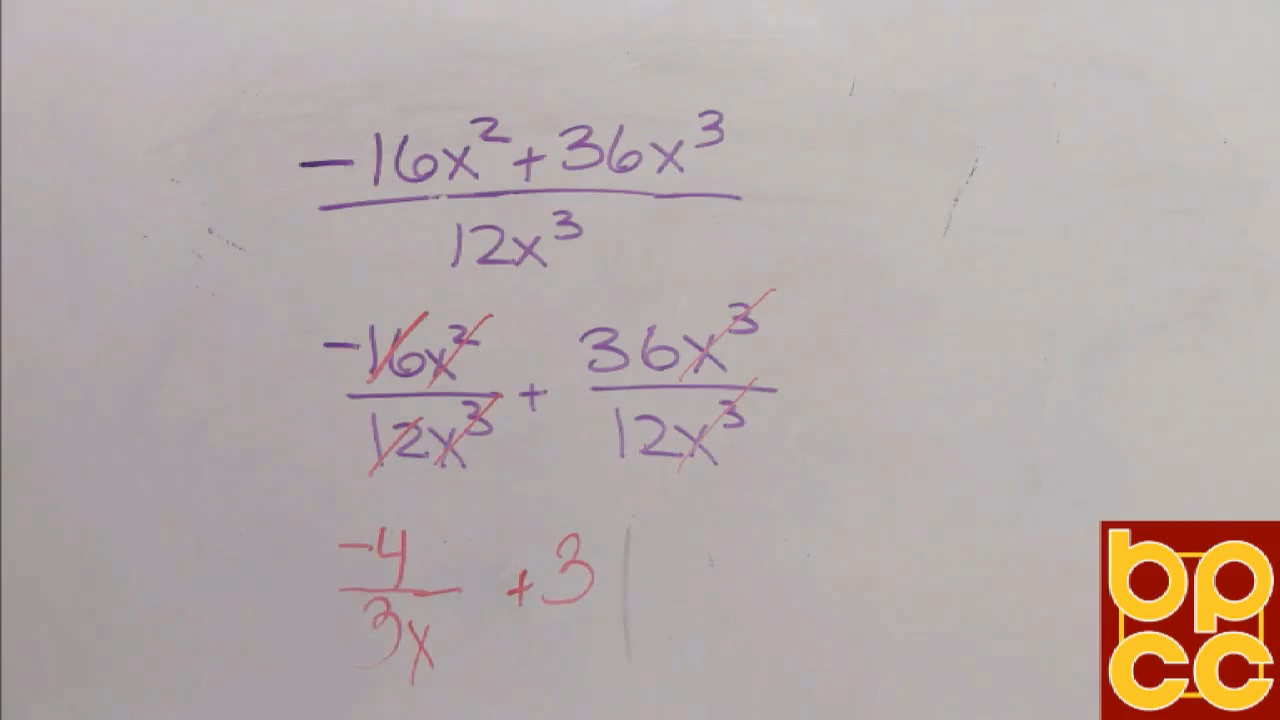 -16x² + 36x³
12x³
-16x² + 36x³
12x³ 12x³
-4 + 3
3x
bp
cc